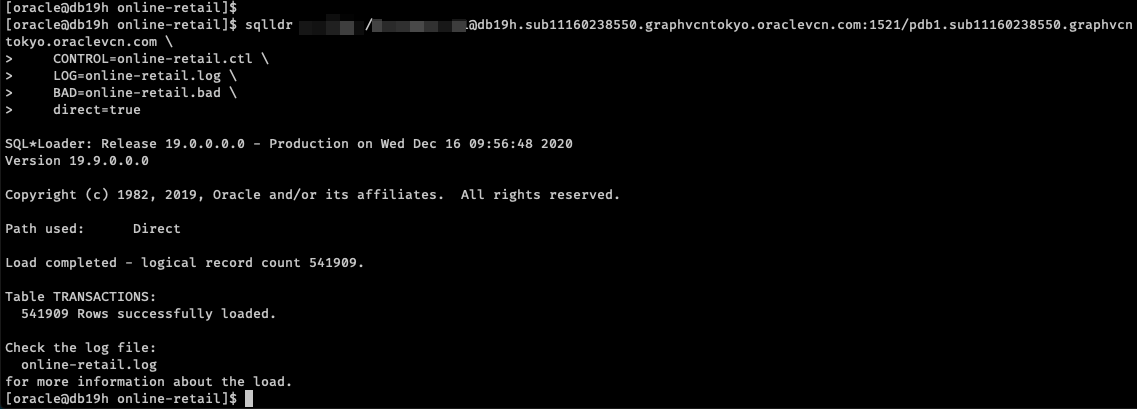 [oracle@db19h online-retail]$
[oracle@db19h online-retail]$ sqlldr / @db19h.sub11160238550.graphvcntokyo.oraclevcn.com:1521/pdb1.sub11160238550.graphvcn
tokyo.oraclevcn.com \
> CONTROL=online-retail.ctl \
> LOG=online-retail.log \
> BAD=online-retail.bad \
> direct=true
SQL*Loader: Release 19.0.0.0.0 - Production on Wed Dec 16 09:56:48 2020
Version 19.9.0.0.0
Copyright (c) 1982, 2019, Oracle and/or its affiliates. All rights reserved.
Path used: Direct
Load completed - logical record count 541909.
Table TRANSACTIONS:
541909 Rows successfully loaded.
Check the log file:
online-retail.log
for more information about the load.
[oracle@db19h online-retail]$